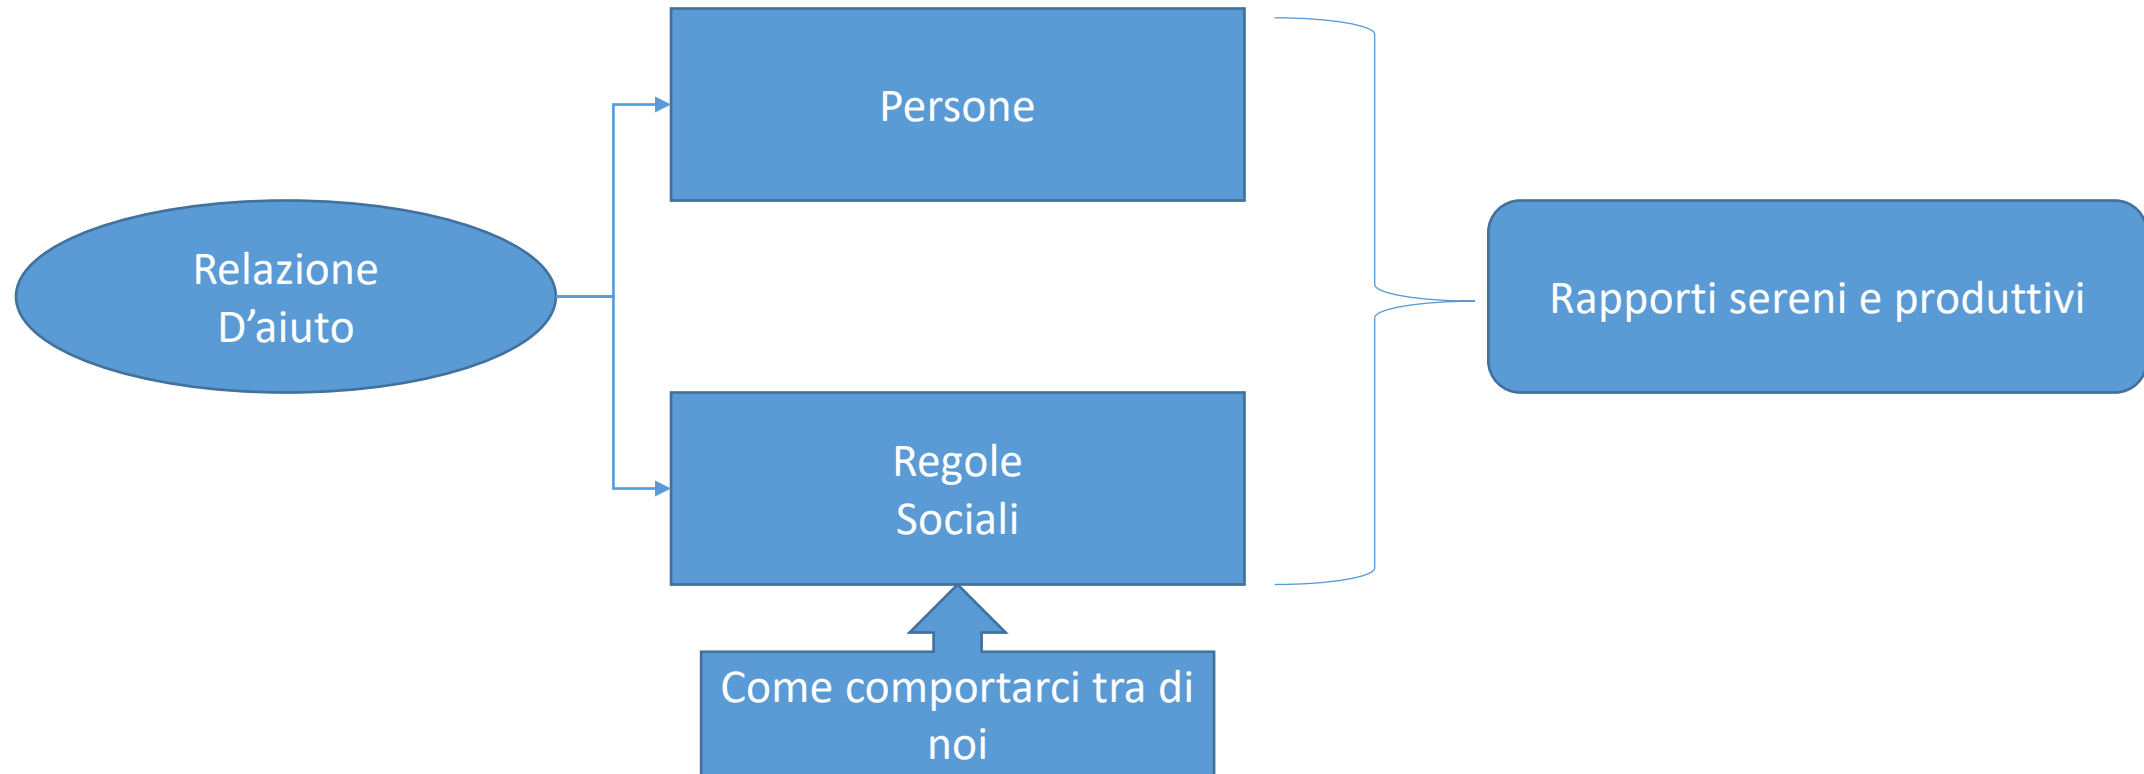 Persone
Relazione
D’aiuto
Rapporti sereni e produttivi
Regole
Sociali
Come comportarci tra di
noi